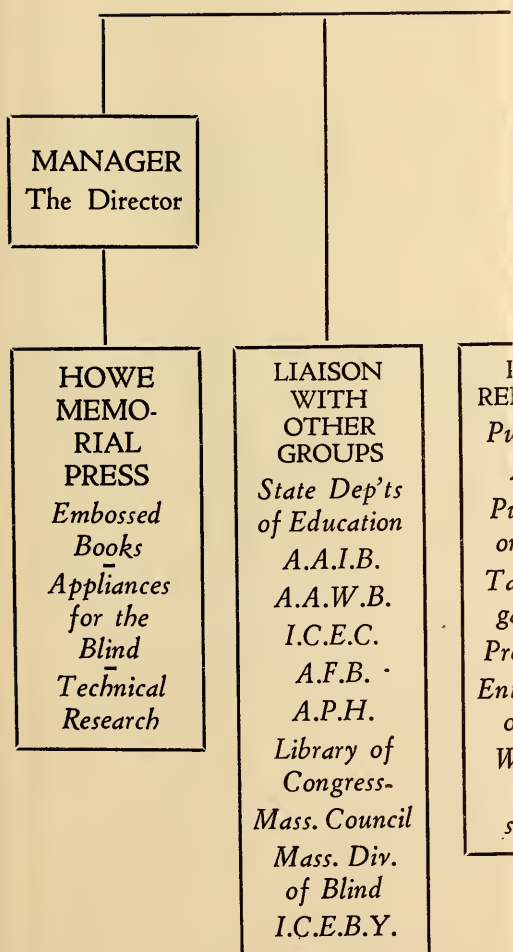 MANAGER
The Director
HOWE
MEMO-
RIAL
PRESS
Embossed
Books
Appliances
for the
Blind
Technical
Research
LIAISON
WITH
OTHER
GROUPS
State Dep'ts
of Education
A.A.I.B.
A.A.W.B.
I.C.E.C.
A.F.B.
A.P.H.
Library of
Congress-
Mass. Council
Mass. Div.
of Blind
I.C.E.B.Y.